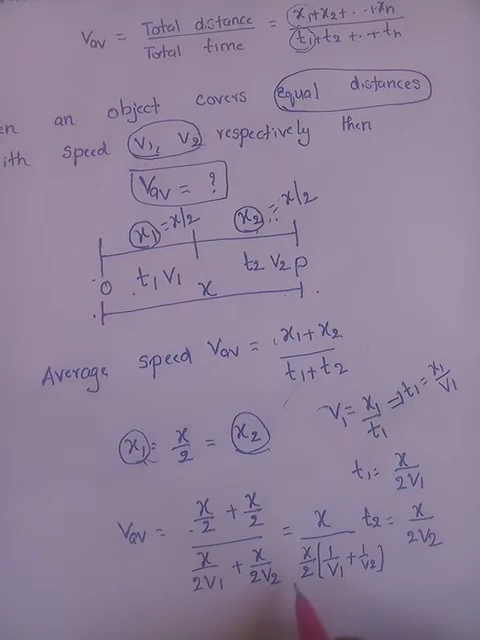 Vav = Total distance / Total time = x1+x2+...+xn / t1+t2+..+tn
en an object covers equal distances
ith speed V1, V2 respectively then
Vav = ?
x1 = x/2 x2 = x/2
O t1 V1 t2 V2 P
x
Average speed Vav = x1+x2 / t1+t2
V1 = x1/t1 ⇒ t1 = x1/V1
x1 = x/2 = x2
t1 = x/2V1
Vav = (x/2 + x/2) / (x/2V1 + x/2V2) = x / (x/2 [1/V1 + 1/V2])
t2 = x/2V2